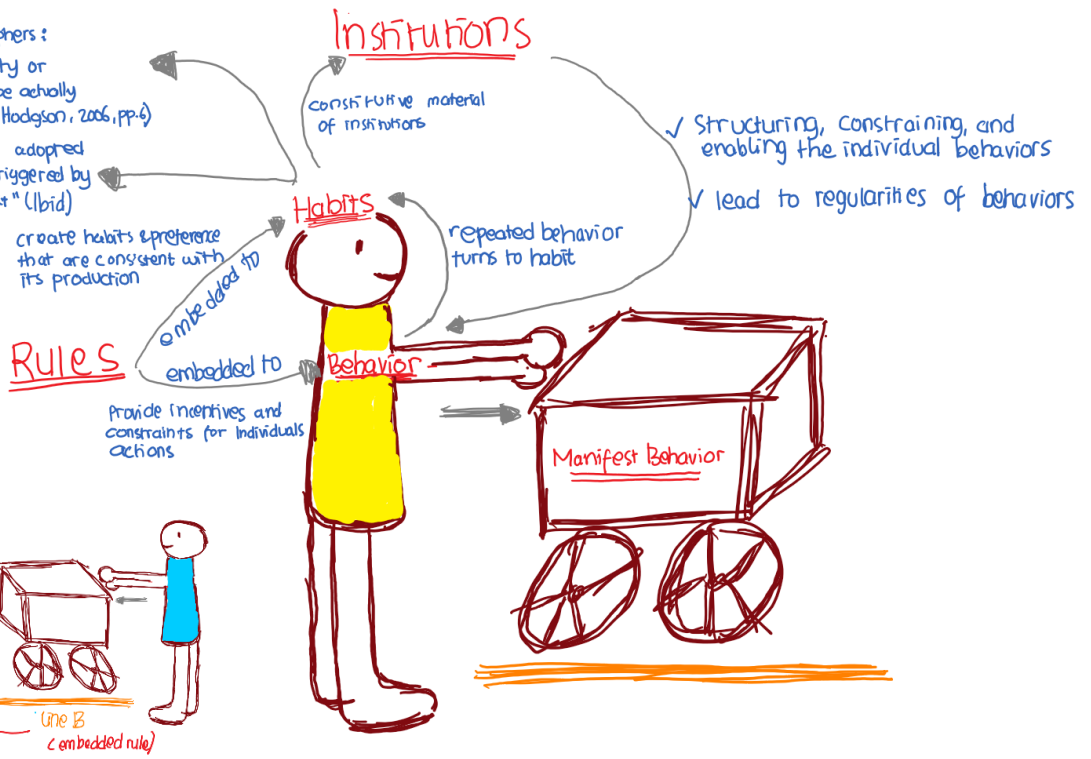 Institutions
phers:
ty or
be actually
Hodgson, 2006, pp.6)
adopted
riggered by
(Ibid)
constitutive material
of institutions
✓ Structuring, constraining, and
enabling the individual behaviors
✓ lead to regularities of behaviors
Habits
repeated behavior
turns to habit
create habits & preference
that are consistent with
its production
embedded to
Rules
embedded to
Behavior
Provide incentives and
constraints for individuals
actions
Manifest Behavior
Line B
(embedded rule)